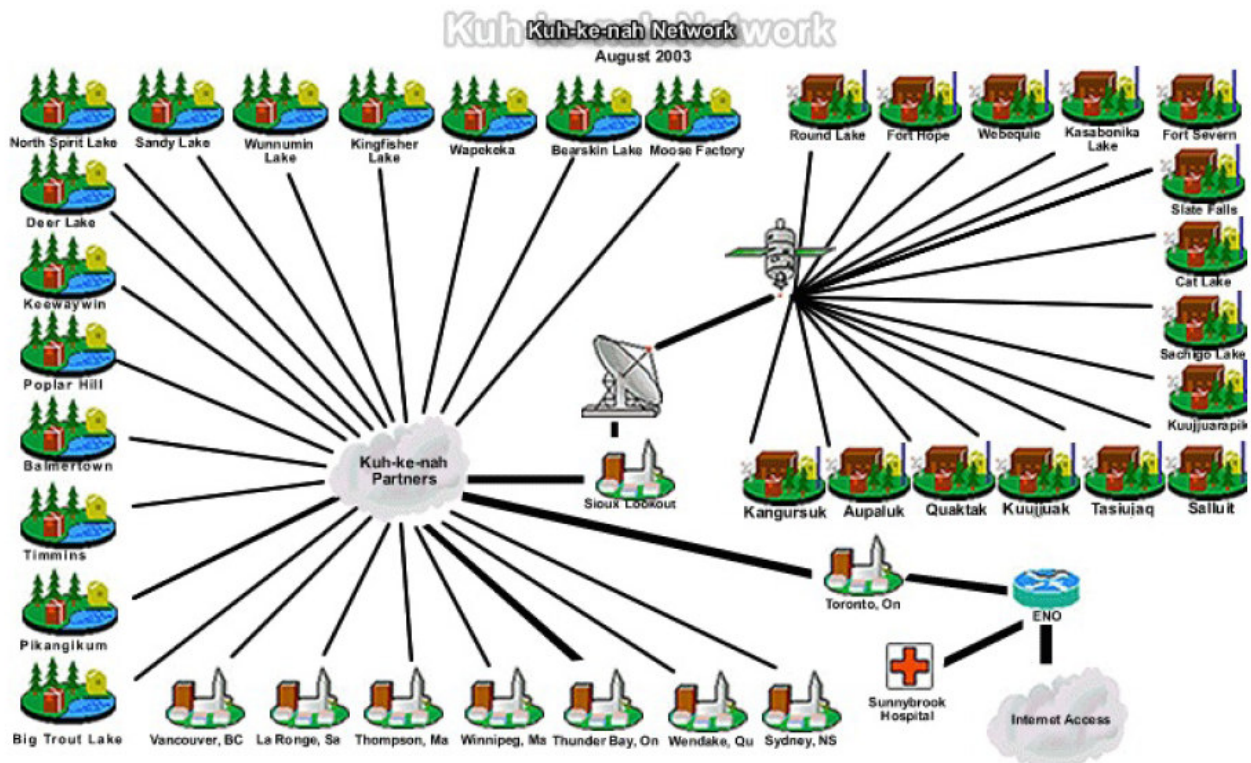 Kuh-ke-nah Network
Kuh-ke-nah Network
August 2003
North Spirit Lake
Sandy Lake
Wunnumin
Lake
Kingfisher
Lake
Wapekeka
Bearskin Lake
Moose Factory
Round Lake
Fort Hope
Webequie
Kasabonika
Lake
Fort Severn
Deer Lake
Slate Falls
Keewaywin
Cat Lake
Poplar Hill
Sachigo Lake
Kuujjuarapik
Balmertown
Kuh-ke-nah
Partners
Sioux Lookout
Kangursuk
Aupaluk
Quaktak
Kuujjuak
Tasiujaq
Salluit
Timmins
Toronto, On
ENO
Pikangikum
Sunnybrook
Hospital
Internet Access
Big Trout Lake
Vancouver, BC
La Ronge, Sa
Thompson, Ma
Winnipeg, Ma
Thunder Bay, On
Wendake, Qu
Sydney, NS